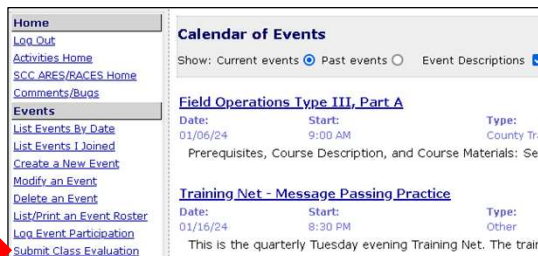 Home
Log Out
Activities Home
SCC ARES/RACES Home
Comments/Bugs
Events
List Events By Date
List Events I Joined
Create a New Event
Modify an Event
Delete an Event
List/Print an Event Roster
Log Event Participation
Submit Class Evaluation
Calendar of Events
Show: Current events Past events Event Descriptions
Field Operations Type III, Part A
Date: Start: Type:
01/06/24 9:00 AM County Tr
Prerequisites, Course Description, and Course Materials: Se
Training Net - Message Passing Practice
Date: Start: Type:
01/16/24 8:30 PM Other
This is the quarterly Tuesday evening Training Net. The train